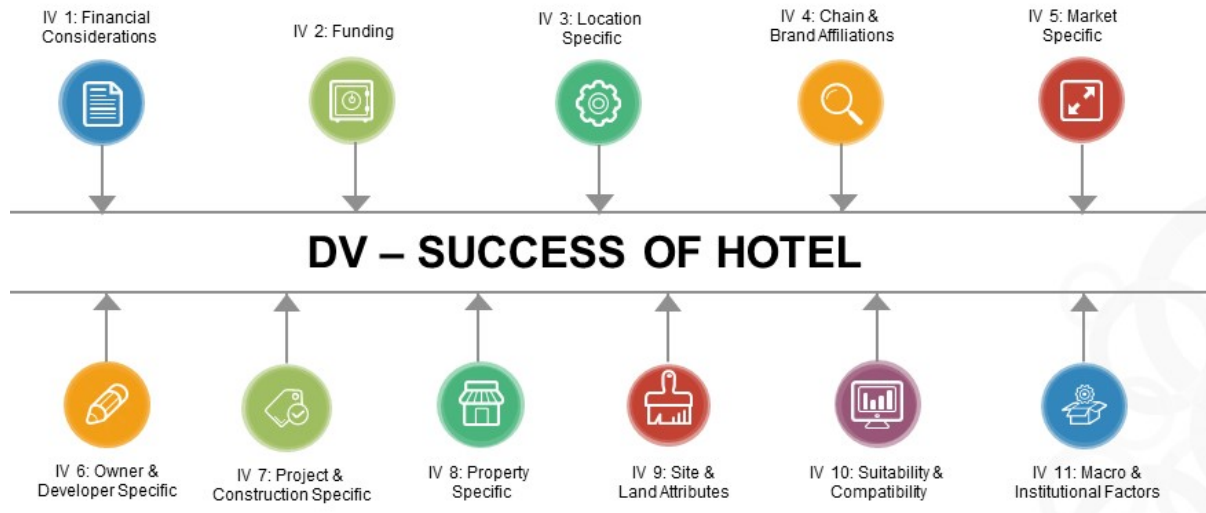 IV 1: Financial
Considerations
IV 2: Funding
IV 3: Location
Specific
IV 4: Chain &
Brand Affiliations
IV 5: Market
Specific
DV – SUCCESS OF HOTEL
IV 6: Owner &
Developer Specific
IV 7: Project &
Construction Specific
IV 8: Property
Specific
IV 9: Site &
Land Attributes
IV 10: Suitability &
Compatibility
IV 11: Macro &
Institutional Factors